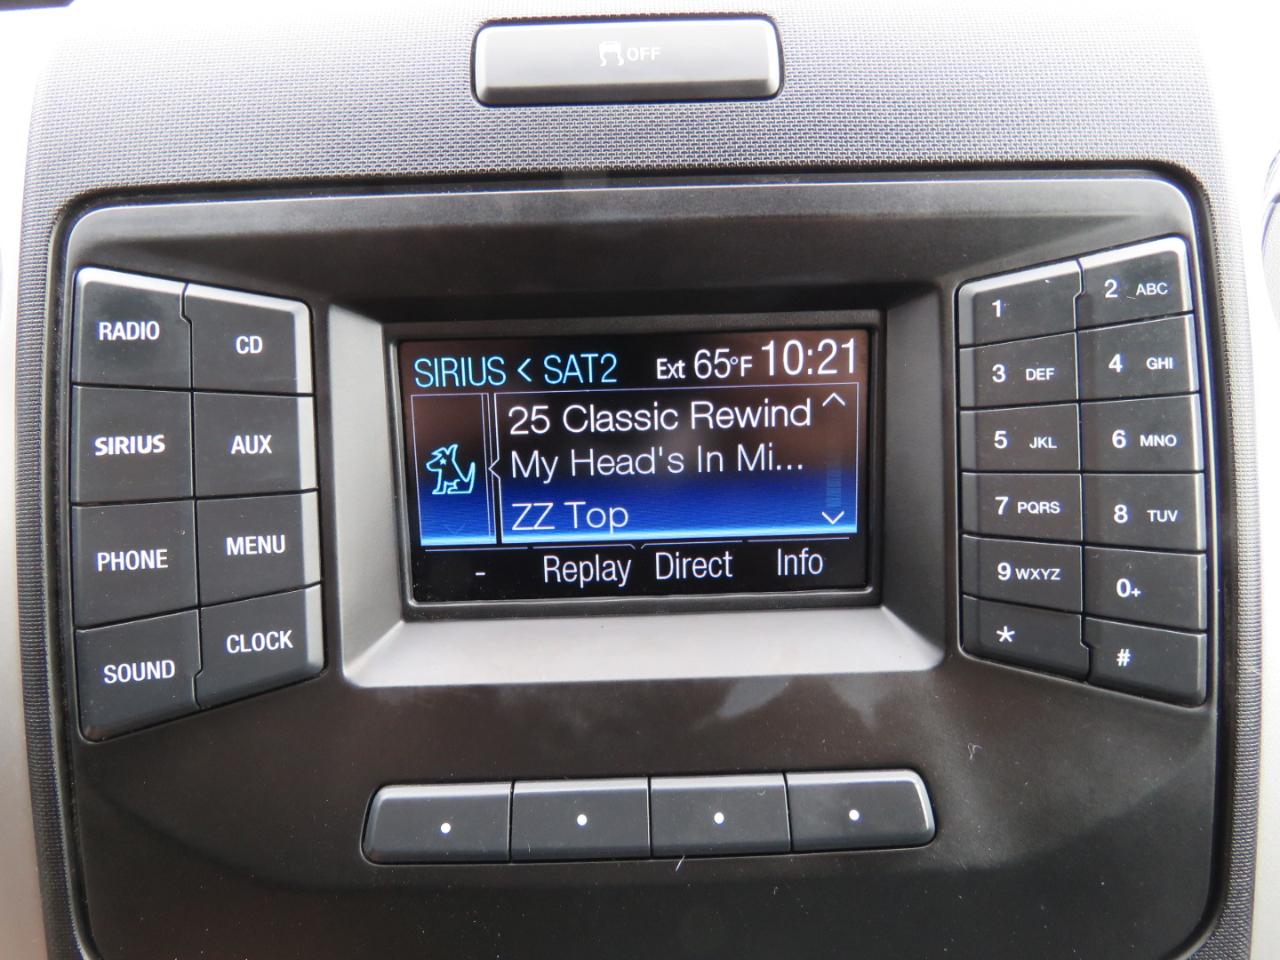 OFF
RADIO
CD
SIRIUS
AUX
PHONE
MENU
SOUND
CLOCK
SIRIUS < SAT2 Ext 65°F 10:21
25 Classic Rewind
My Head's In Mi...
ZZ Top
- Replay Direct Info
1
2 ABC
3 DEF
4 GHI
5 JKL
6 MNO
7 PQRS
8 TUV
9 WXYZ
0+
*
#